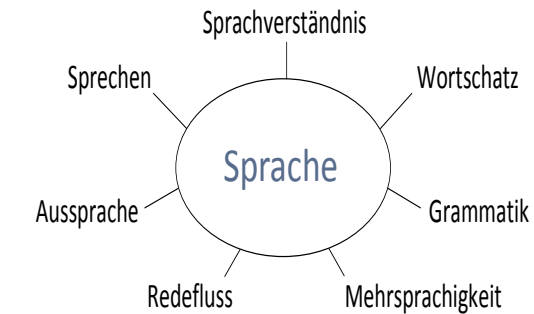 Sprachverständnis
Sprechen
Wortschatz
Sprache
Aussprache
Grammatik
Redefluss
Mehrsprachigkeit